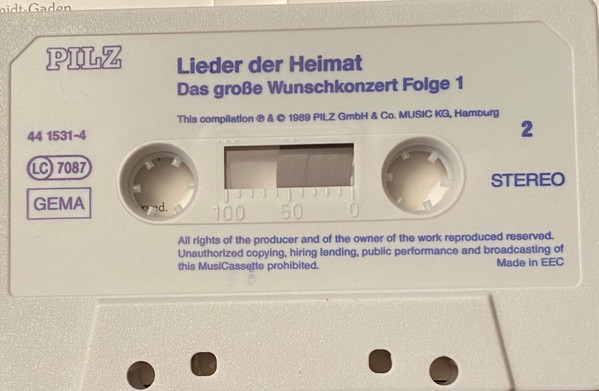 PILZ
Lieder der Heimat
Das große Wunschkonzert Folge 1
This compilation ℗ & © 1989 PILZ GmbH & Co. MUSIC KG, Hamburg
44 1531-4
2
LC 7087
STEREO
GEMA
100 50 0
All rights of the producer and of the owner of the work reproduced reserved.
Unauthorized copying, hiring lending, public performance and broadcasting of
this MusiCassette prohibited.
Made in EEC